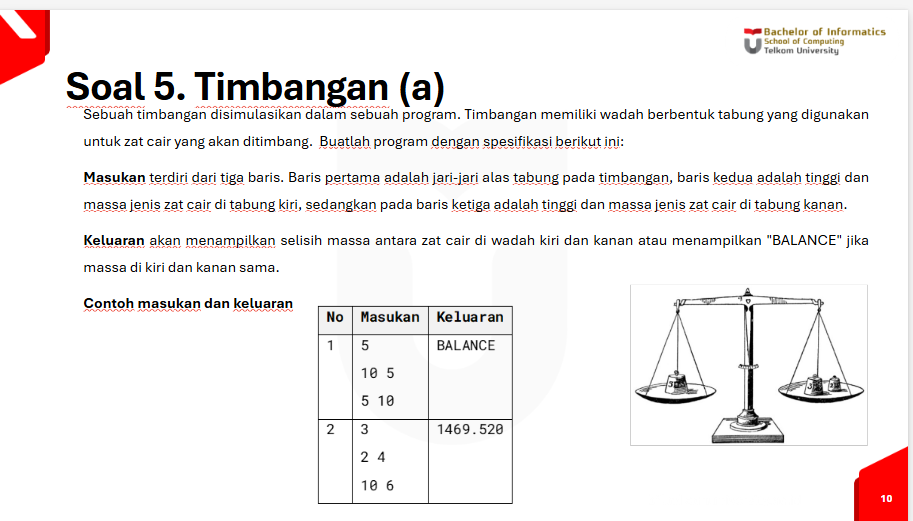 Bachelor of Informatics
School of Computing
Telkom University
Soal 5. Timbangan (a)
Sebuah timbangan disimulasikan dalam sebuah program. Timbangan memiliki wadah berbentuk tabung yang digunakan
untuk zat cair yang akan ditimbang. Buatlah program dengan spesifikasi berikut ini:
Masukan terdiri dari tiga baris. Baris pertama adalah jari-jari alas tabung pada timbangan, baris kedua adalah tinggi dan
massa jenis zat cair di tabung kiri, sedangkan pada baris ketiga adalah tinggi dan massa jenis zat cair di tabung kanan.
Keluaran akan menampilkan selisih massa antara zat cair di wadah kiri dan kanan atau menampilkan "BALANCE" jika
massa di kiri dan kanan sama.
Contoh masukan dan keluaran
No Masukan Keluaran
1 5 BALANCE
10 5
5 10
2 3 1469.520
2 4
10 6
10